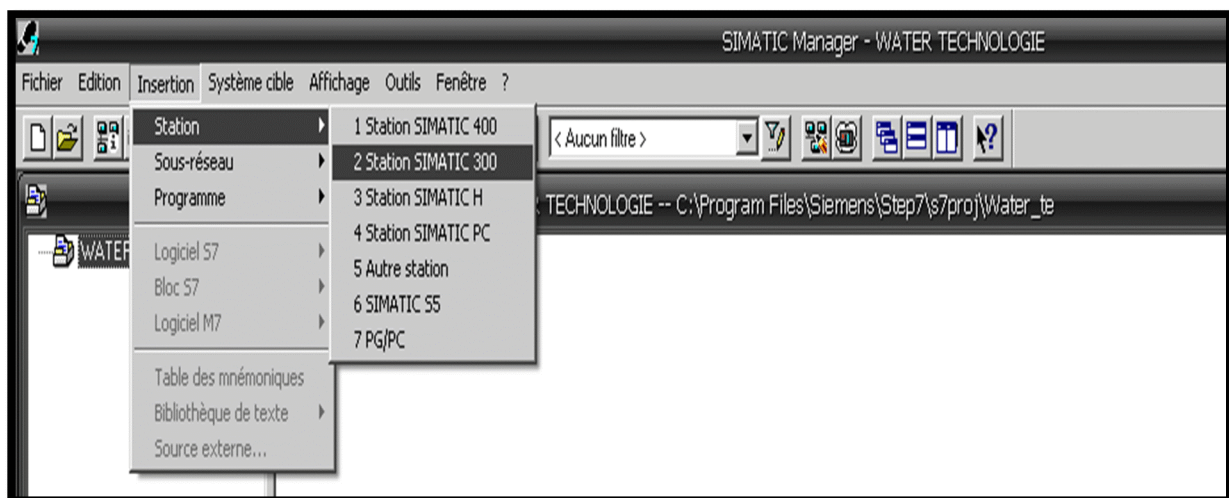 SIMATIC Manager - WATER TECHNOLOGIE
Fichier Edition Insertion Système cible Affichage Outils Fenêtre ?
< Aucun filtre >
TECHNOLOGIE -- C:\Program Files\Siemens\Step7\s7proj\Water_te
Station
Sous-réseau
Programme
Logiciel S7
Bloc S7
Logiciel M7
Table des mnémoniques
Bibliothèque de texte
Source externe...
1 Station SIMATIC 400
2 Station SIMATIC 300
3 Station SIMATIC H
4 Station SIMATIC PC
5 Autre station
6 SIMATIC S5
7 PG/PC